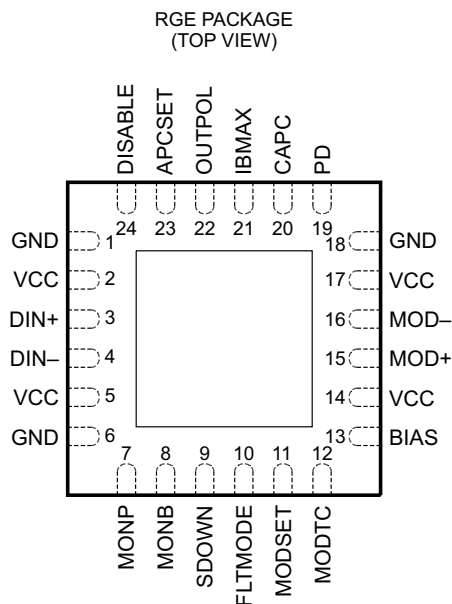 RGE PACKAGE
(TOP VIEW)
DISABLE
APCSET
OUTPOL
IBMAX
CAPC
PD
24 23 22 21 20 19
GND 1 18 GND
VCC 2 17 VCC
DIN+ 3 16 MOD–
DIN– 4 15 MOD+
VCC 5 14 VCC
GND 6 13 BIAS
7 8 9 10 11 12
MONP
MONB
SDOWN
FLTMODE
MODSET
MODTC